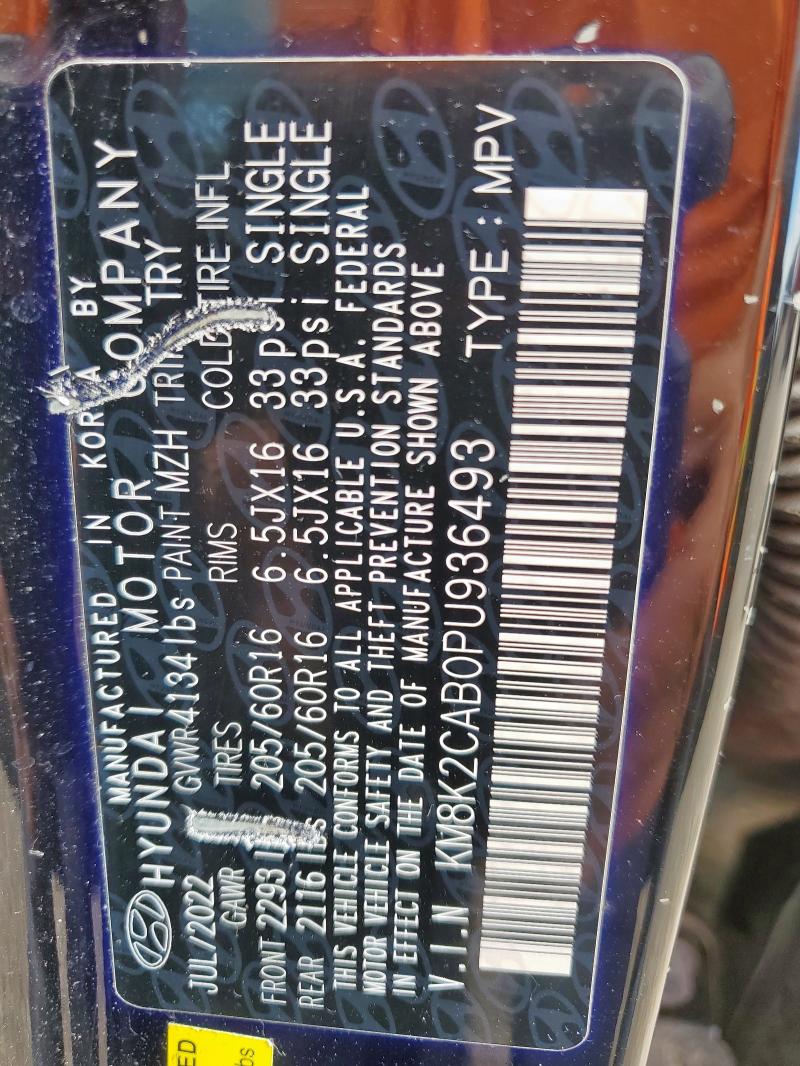 MANUFACTURED IN KOREA BY
HYUNDAI MOTOR COMPANY
JUL/2022 GVWR 4134 lbs PAINT MZH TRIM TRY
GAWR TIRES RIMS COLD TIRE INFL
FRONT 2293 205/60R16 6.5JX16 33 psi SINGLE
REAR 2116 205/60R16 6.5JX16 33 psi SINGLE
THIS VEHICLE CONFORMS TO ALL APPLICABLE U.S.A. FEDERAL
MOTOR VEHICLE SAFETY AND THEFT PREVENTION STANDARDS
IN EFFECT ON THE DATE OF MANUFACTURE SHOWN ABOVE
V.I.N KM8K2CAB0PU936493 TYPE : MPV